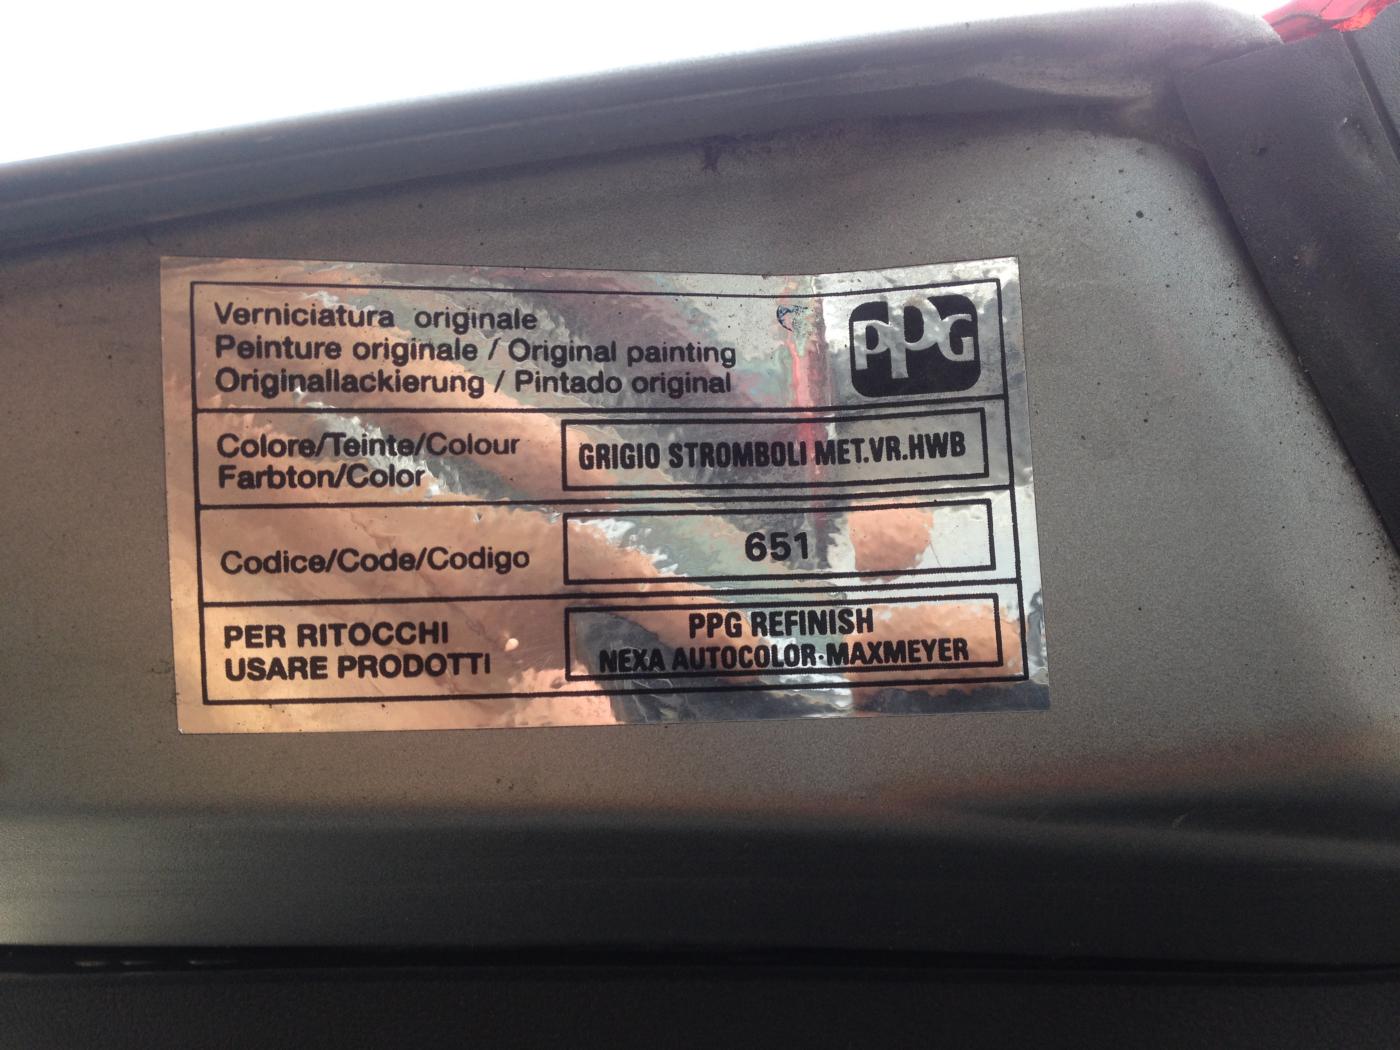 Verniciatura originale
Peinture originale / Original painting
Originallackierung / Pintado original
PPG
Colore/Teinte/Colour
Farbton/Color
GRIGIO STROMBOLI MET.VR.HWB
Codice/Code/Codigo
651
PER RITOCCHI
USARE PRODOTTI
PPG REFINISH
NEXA AUTOCOLOR·MAXMEYER